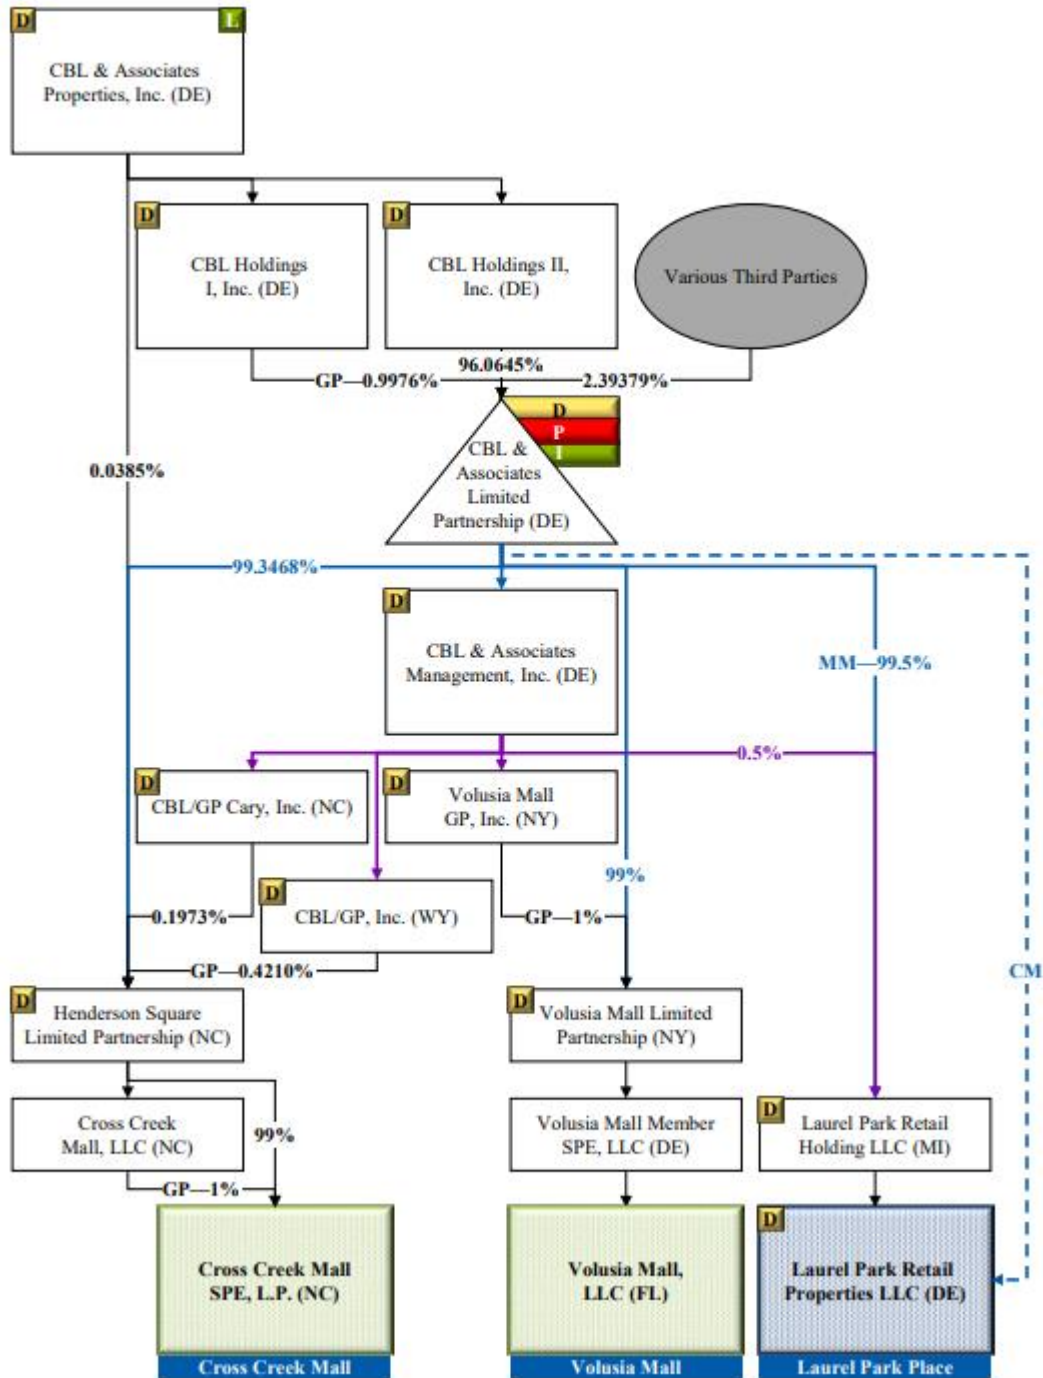 D
L
CBL & Associates
Properties, Inc. (DE)
D
CBL Holdings
I, Inc. (DE)
D
CBL Holdings II,
Inc. (DE)
Various Third Parties
GP—0.9976%
96.0645%
2.39379%
0.0385%
D
P
I
CBL &
Associates
Limited
Partnership (DE)
99.3468%
D
CBL & Associates
Management, Inc. (DE)
MM—99.5%
0.5%
D
CBL/GP Cary, Inc. (NC)
D
Volusia Mall
GP, Inc. (NY)
99%
D
CBL/GP, Inc. (WY)
0.1973%
GP—1%
GP—0.4210%
CM
D
Henderson Square
Limited Partnership (NC)
D
Volusia Mall Limited
Partnership (NY)
Cross Creek
Mall, LLC (NC)
99%
Volusia Mall Member
SPE, LLC (DE)
D
Laurel Park Retail
Holding LLC (MI)
GP—1%
Cross Creek Mall
SPE, L.P. (NC)
Cross Creek Mall
Volusia Mall,
LLC (FL)
Volusia Mall
D
Laurel Park Retail
Properties LLC (DE)
Laurel Park Place